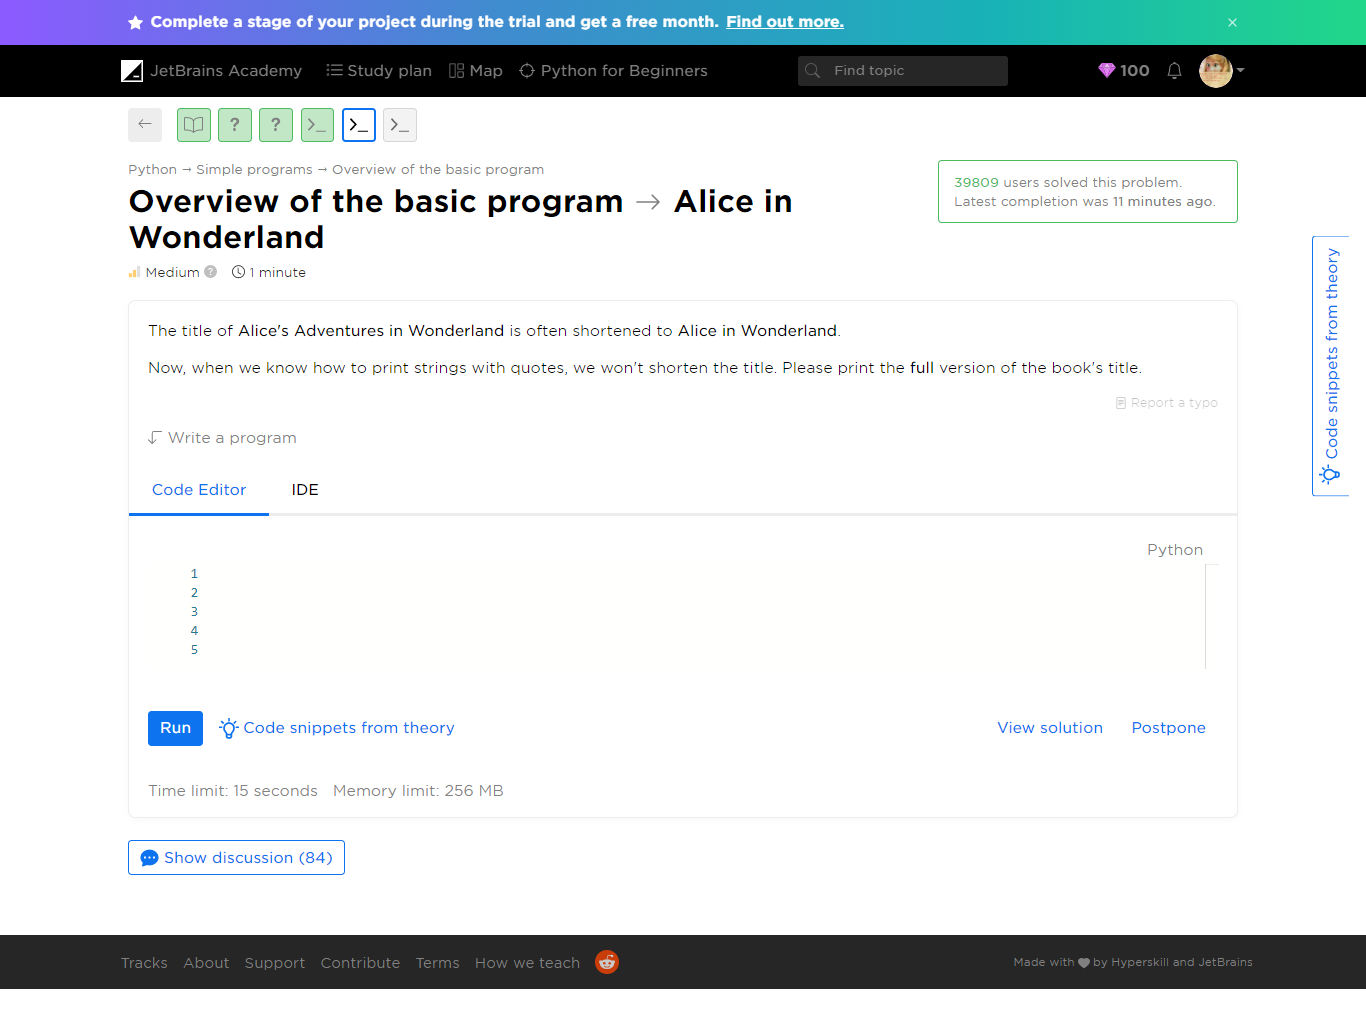 Complete a stage of your project during the trial and get a free month. Find out more. ×
JetBrains Academy Study plan Map Python for Beginners Find topic 100
? ?
Python → Simple programs → Overview of the basic program
Overview of the basic program → Alice in Wonderland
39809 users solved this problem.
Latest completion was 11 minutes ago.
Medium ? 1 minute
The title of Alice's Adventures in Wonderland is often shortened to Alice in Wonderland.
Now, when we know how to print strings with quotes, we won't shorten the title. Please print the full version of the book's title.
Report a typo
Write a program
Code Editor IDE
Python
1
2
3
4
5
Run Code snippets from theory View solution Postpone
Time limit: 15 seconds Memory limit: 256 MB
Show discussion (84)
Code snippets from theory
Tracks About Support Contribute Terms How we teach
Made with ♥ by Hyperskill and JetBrains